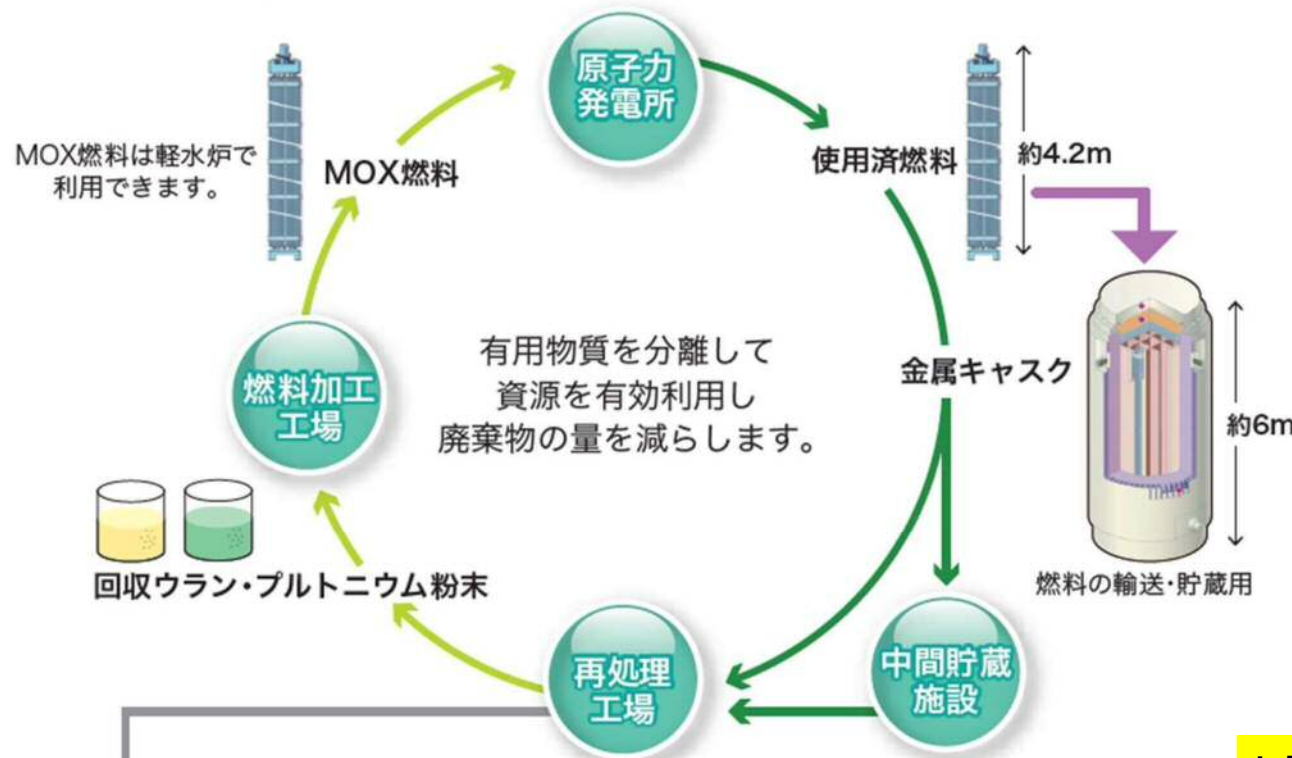 原子力
発電所
MOX燃料は軽水炉で
利用できます。
MOX燃料
使用済燃料
約4.2m
有用物質を分離して
資源を有効利用し
廃棄物の量を減らします。
金属キャスク
約6m
燃料加工
工場
回収ウラン・プルトニウム粉末
燃料の輸送・貯蔵用
再処理
工場
中間貯蔵
施設